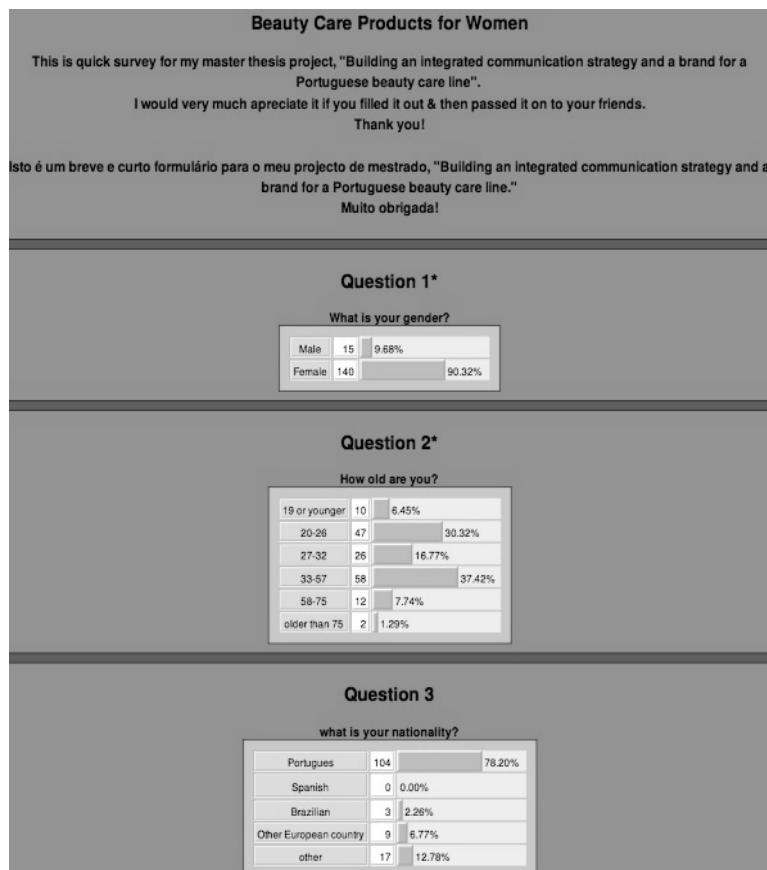 Beauty Care Products for Women
This is quick survey for my master thesis project, "Building an integrated communication strategy and a brand for a
Portuguese beauty care line".
I would very much apreciate it if you filled it out & then passed it on to your friends.
Thank you!
Isto é um breve e curto formulário para o meu projecto de mestrado, "Building an integrated communication strategy and a
brand for a Portuguese beauty care line."
Muito obrigada!
Question 1*
What is your gender?
Male 15 9.68%
Female 140 90.32%
Question 2*
How old are you?
19 or younger 10 6.45%
20-26 47 30.32%
27-32 26 16.77%
33-57 58 37.42%
58-75 12 7.74%
older than 75 2 1.29%
Question 3
what is your nationality?
Portugues 104 78.20%
Spanish 0 0.00%
Brazilian 3 2.26%
Other European country 9 6.77%
other 17 12.78%